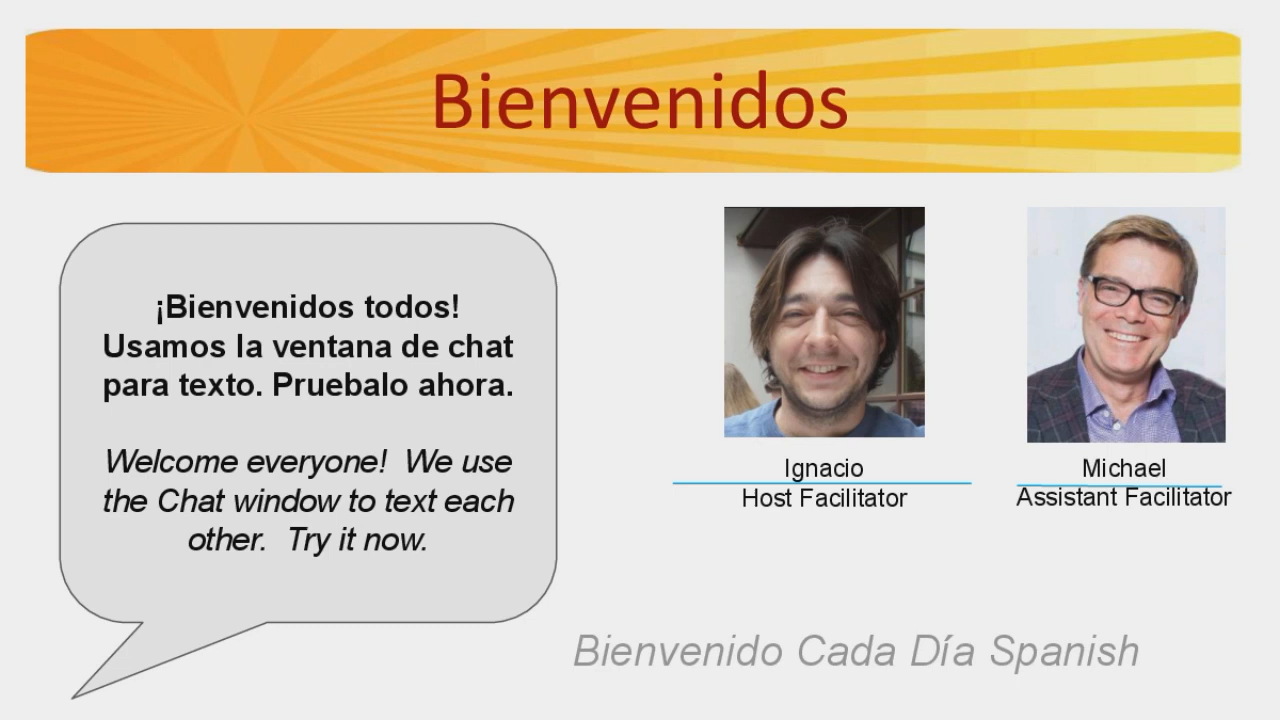 Bienvenidos
¡Bienvenidos todos!
Usamos la ventana de chat
para texto. Pruebalo ahora.
Welcome everyone!  We use
the Chat window to text each
other.  Try it now.
Ignacio
Host Facilitator
Michael
Assistant Facilitator
Bienvenido Cada Día Spanish